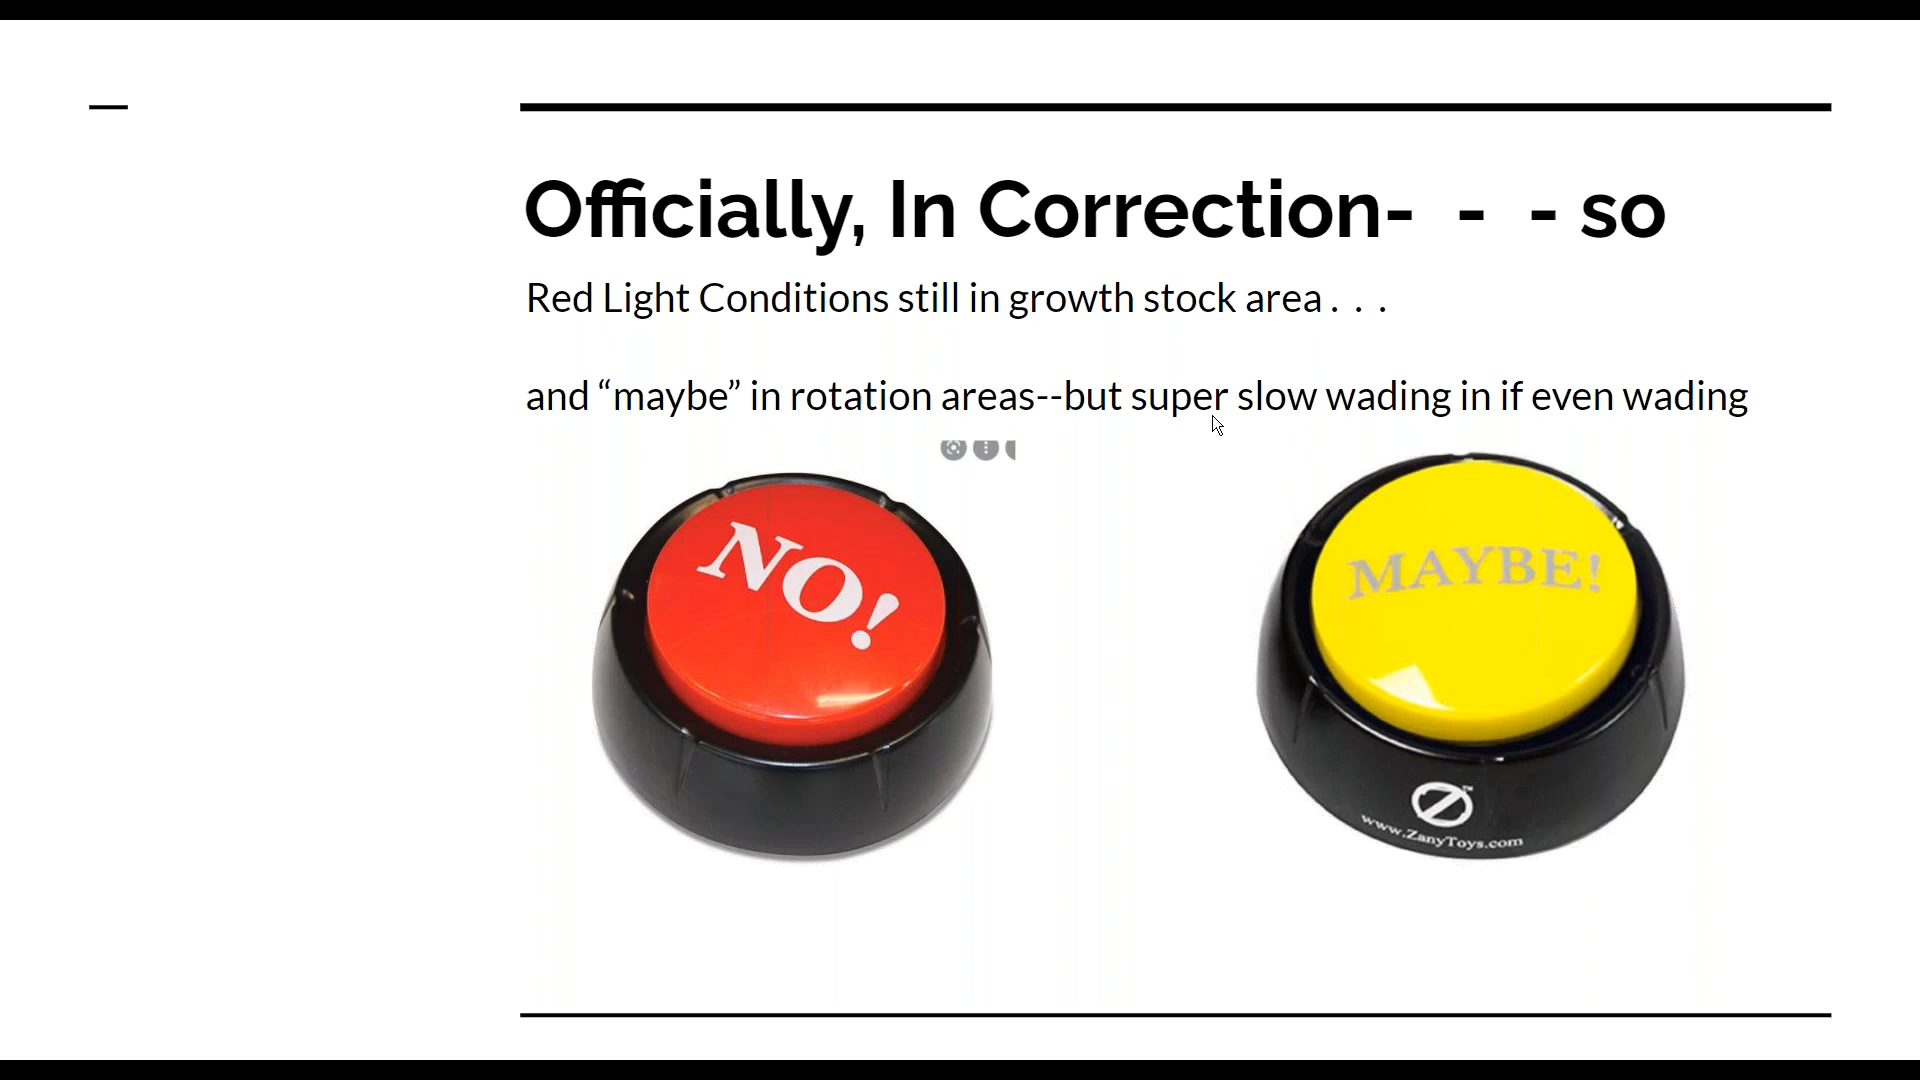 Officially, In Correction- - - so
Red Light Conditions still in growth stock area . . .
and “maybe” in rotation areas--but super slow wading in if even wading
NO!
MAYBE!
Z™
www.ZanyToys.com